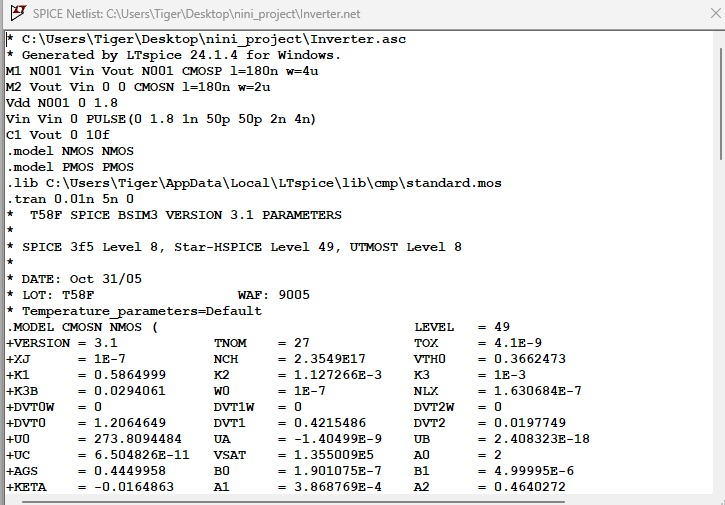 SPICE Netlist: C:\Users\Tiger\Desktop\nini_project\Inverter.net
* C:\Users\Tiger\Desktop\nini_project\Inverter.asc
* Generated by LTspice 24.1.4 for Windows.
M1 N001 Vin Vout N001 CMOSP l=180n w=4u
M2 Vout Vin 0 0 CMOSN l=180n w=2u
Vdd N001 0 1.8
Vin Vin 0 PULSE(0 1.8 1n 50p 50p 2n 4n)
C1 Vout 0 10f
.model NMOS NMOS
.model PMOS PMOS
.lib C:\Users\Tiger\AppData\Local\LTspice\lib\cmp\standard.mos
.tran 0.01n 5n 0
*  T58F SPICE BSIM3 VERSION 3.1 PARAMETERS
*
* SPICE 3f5 Level 8, Star-HSPICE Level 49, UTMOST Level 8
*
* DATE: Oct 31/05
* LOT: T58F                  WAF: 9005
* Temperature_parameters=Default
.MODEL CMOSN NMOS (                                LEVEL   = 49
+VERSION = 3.1            TNOM    = 27             TOX     = 4.1E-9
+XJ      = 1E-7           NCH     = 2.3549E17      VTH0    = 0.3662473
+K1      = 0.5864999      K2      = 1.127266E-3    K3      = 1E-3
+K3B     = 0.0294061      W0      = 1E-7           NLX     = 1.630684E-7
+DVT0W   = 0              DVT1W   = 0              DVT2W   = 0
+DVT0    = 1.2064649      DVT1    = 0.4215486      DVT2    = 0.0197749
+U0      = 273.8094484    UA      = -1.40499E-9    UB      = 2.408323E-18
+UC      = 6.504826E-11   VSAT    = 1.355009E5     A0      = 2
+AGS     = 0.4449958      B0      = 1.901075E-7    B1      = 4.99995E-6
+KETA    = -0.0164863     A1      = 3.868769E-4    A2      = 0.4640272